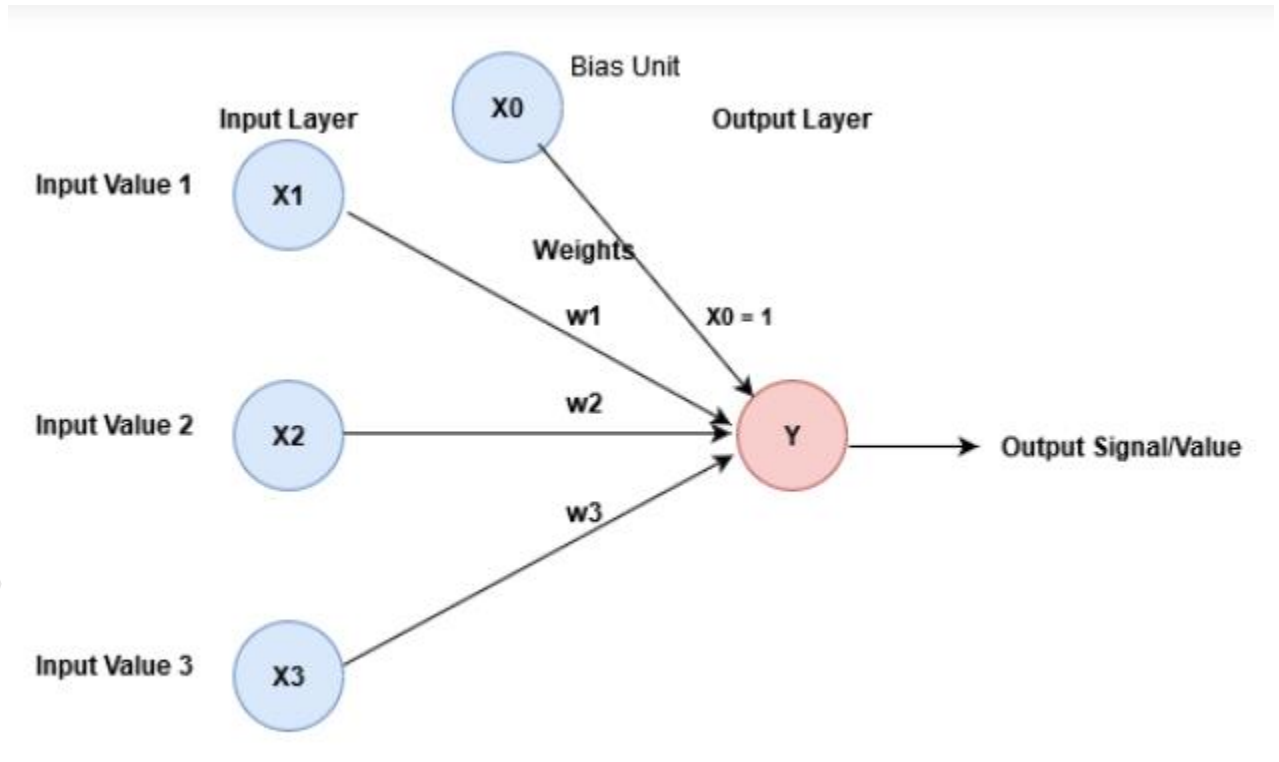 Bias Unit
X0
Input Layer
Output Layer
Input Value 1
X1
Weights
w1
X0 = 1
w2
Input Value 2
X2
Y
Output Signal/Value
w3
Input Value 3
X3